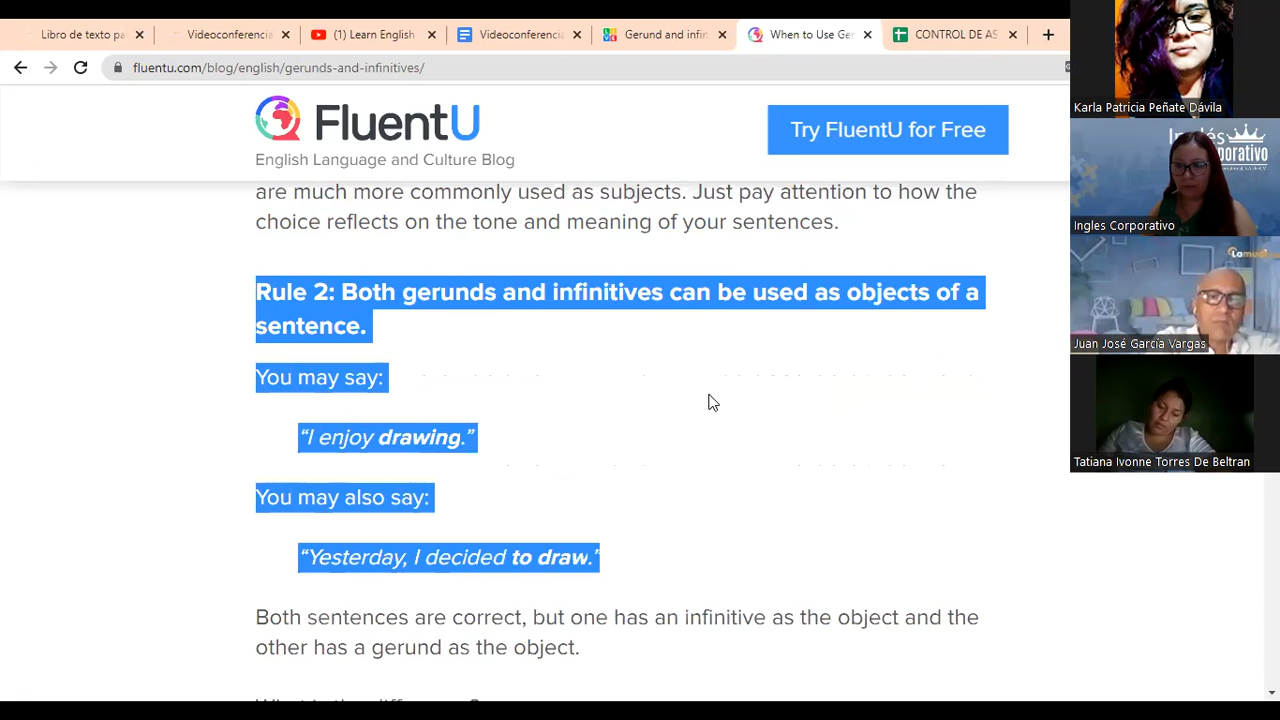 Libro de texto pa
Videoconferencia
(1) Learn English
Videoconferencia
Gerund and infin
When to Use Ger
CONTROL DE AS
fluentu.com/blog/english/gerunds-and-infinitives/
FluentU
English Language and Culture Blog
Try FluentU for Free
are much more commonly used as subjects. Just pay attention to how the
choice reflects on the tone and meaning of your sentences.
Rule 2: Both gerunds and infinitives can be used as objects of a
sentence.
You may say:
“I enjoy drawing.”
You may also say:
“Yesterday, I decided to draw.”
Both sentences are correct, but one has an infinitive as the object and the
other has a gerund as the object.
Karla Patricia Peñate Dávila
Ingles Corporativo
Juan José García Vargas
Tatiana Ivonne Torres De Beltran